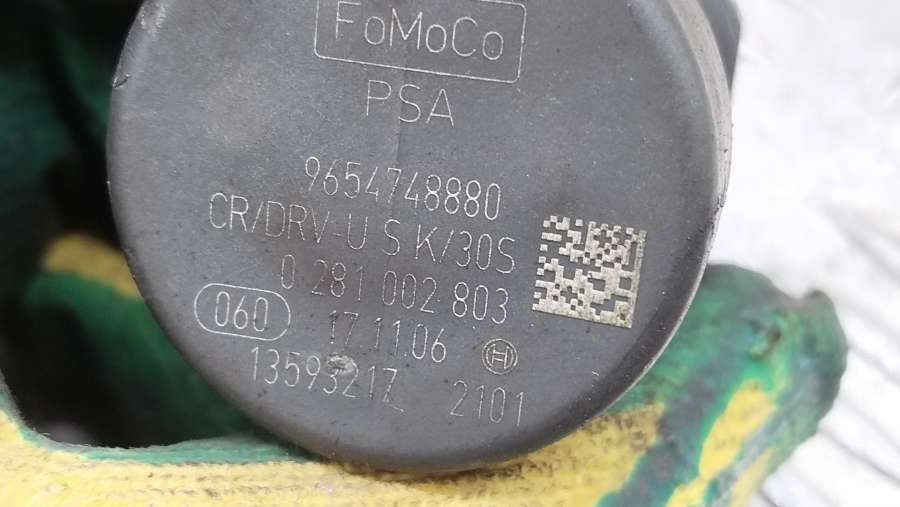 FoMoCo
PSA
9654748880
CR/DRV-U S K/30S
0 281 002 803
060 17.11.06
13593217 2101